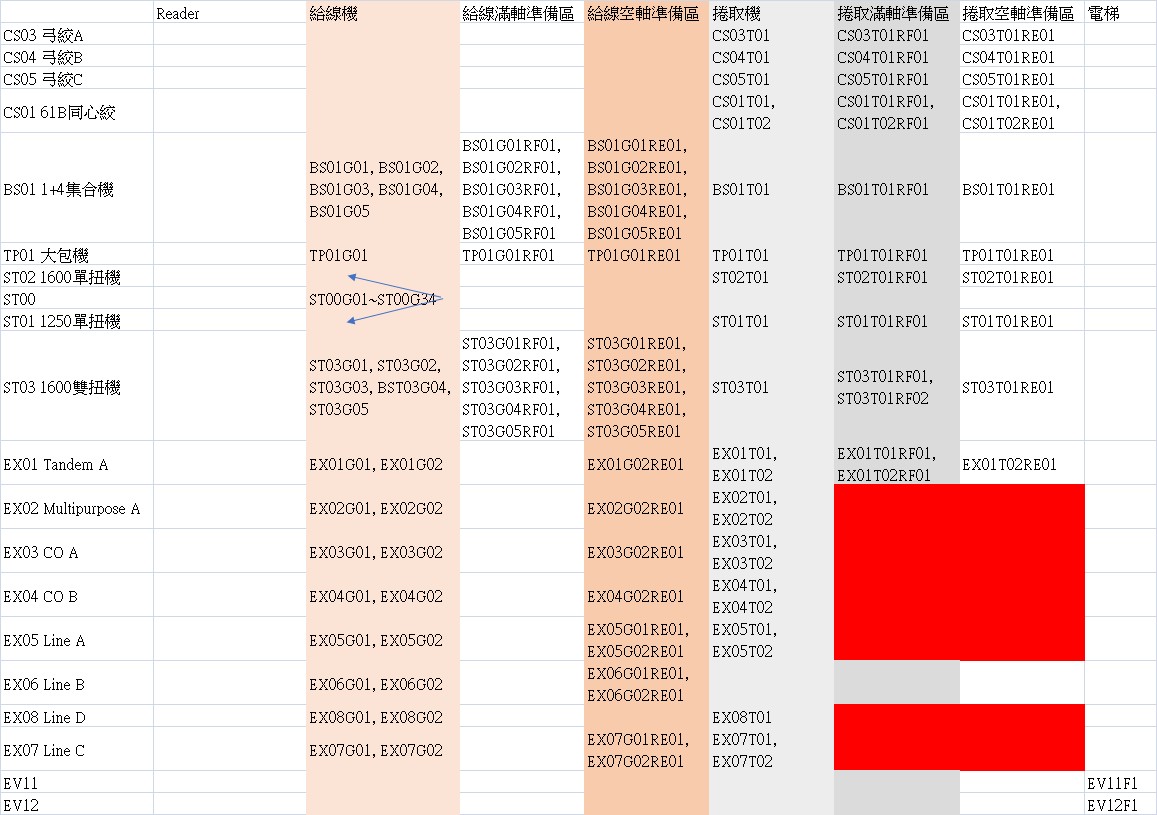 Reader 給線機 給線滿軸準備區 給線空軸準備區 捲取機 捲取滿軸準備區 捲取空軸準備區 電梯
CS03 弓絞A CS03T01 CS03T01RF01 CS03T01RE01
CS04 弓絞B CS04T01 CS04T01RF01 CS04T01RE01
CS05 弓絞C CS05T01 CS05T01RF01 CS05T01RE01
CS01 61B同心絞
CS01T01,
CS01T02
CS01T01RF01,
CS01T02RF01
CS01T01RE01,
CS01T02RE01
BS01 1+4集合機
BS01G01, BS01G02,
BS01G03, BS01G04,
BS01G05
BS01G01RF01,
BS01G02RF01,
BS01G03RF01,
BS01G04RF01,
BS01G05RF01
BS01G01RE01,
BS01G02RE01,
BS01G03RE01,
BS01G04RE01,
BS01G05RE01
BS01T01 BS01T01RF01 BS01T01RE01
TP01 大包機 TP01G01 TP01G01RF01 TP01G01RE01 TP01T01 TP01T01RF01 TP01T01RE01
ST02 1600單扭機 ST02T01 ST02T01RF01 ST02T01RE01
ST00 ST00G01~ST00G34
ST01 1250單扭機 ST01T01 ST01T01RF01 ST01T01RE01
ST03 1600雙扭機
ST03G01, ST03G02,
ST03G03, BST03G04,
ST03G05
ST03G01RF01,
ST03G02RF01,
ST03G03RF01,
ST03G04RF01,
ST03G05RF01
ST03G01RE01,
ST03G02RE01,
ST03G03RE01,
ST03G04RE01,
ST03G05RE01
ST03T01
ST03T01RF01,
ST03T01RF02
ST03T01RE01
EX01 Tandem A EX01G01, EX01G02 EX01G02RE01
EX01T01,
EX01T02
EX01T01RF01,
EX01T02RF01
EX01T02RE01
EX02 Multipurpose A EX02G01, EX02G02 EX02G02RE01
EX02T01,
EX02T02
EX03 CO A EX03G01, EX03G02 EX03G02RE01
EX03T01,
EX03T02
EX04 CO B EX04G01, EX04G02 EX04G02RE01
EX04T01,
EX04T02
EX05 Line A EX05G01, EX05G02
EX05G01RE01,
EX05G02RE01
EX05T01,
EX05T02
EX06 Line B EX06G01, EX06G02
EX06G01RE01,
EX06G02RE01
EX08 Line D EX08G01, EX08G02 EX08T01
EX07 Line C EX07G01, EX07G02
EX07G01RE01,
EX07G02RE01
EX07T01,
EX07T02
EV11 EV11F1
EV12 EV12F1